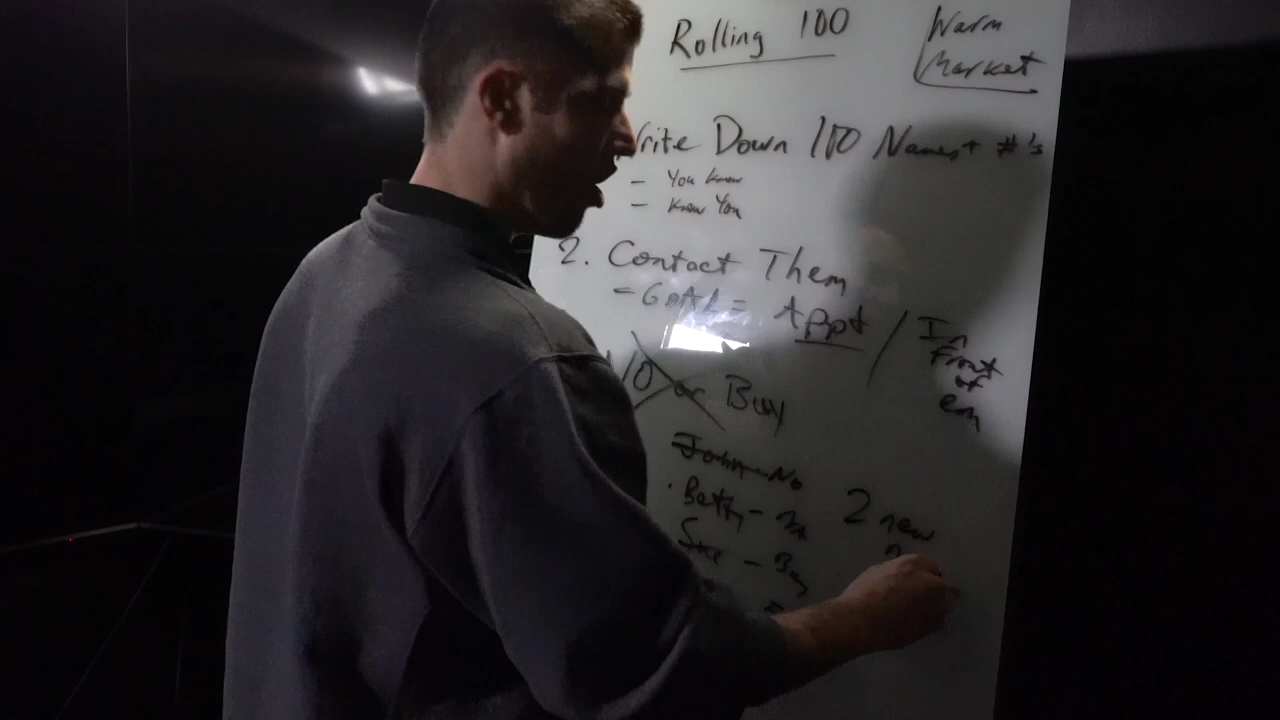 Rolling 100
Warm
Market
Write Down 100 Names + #'s
- You Know
- Know You
2. Contact Them
- GOAL = Appt / In
Front
of
em
No or Buy
John - No
. Betty -
Sue - Buy
2 new